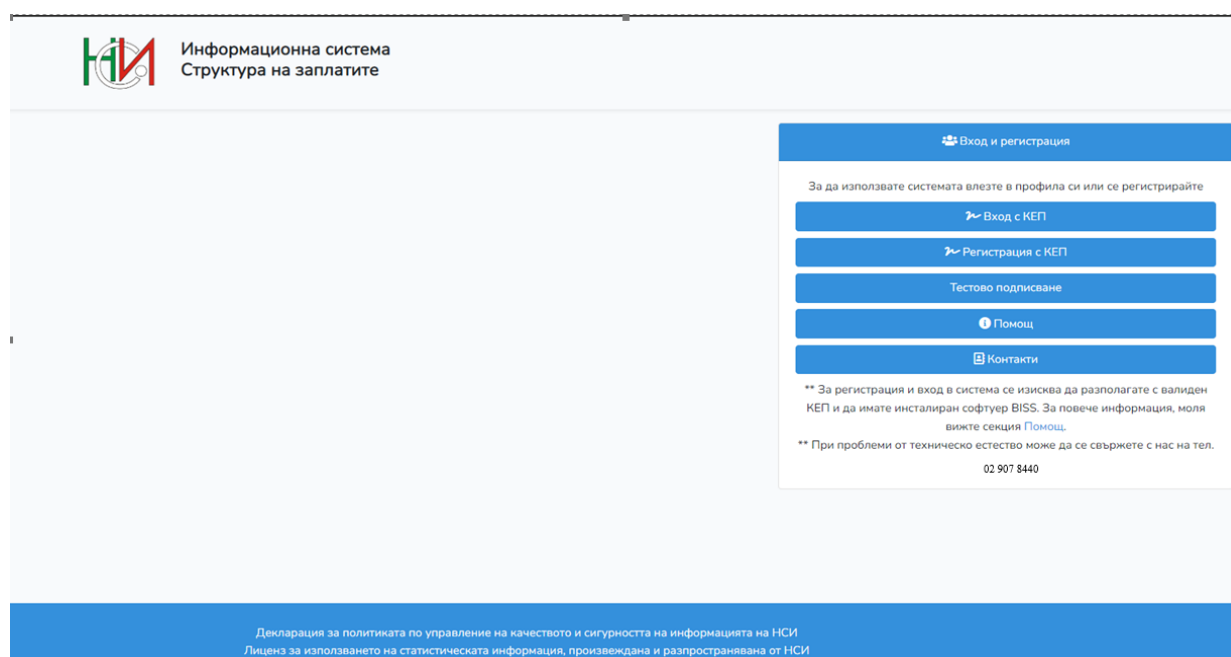 НСИ
Информационна система
Структура на заплатите
Вход и регистрация
За да използвате системата влезте в профила си или се регистрирайте
Вход с КЕП
Регистрация с КЕП
Тестово подписване
Помощ
Контакти
** За регистрация и вход в система се изисква да разполагате с валиден
КЕП и да имате инсталиран софтуер BISS. За повече информация, моля
вижте секция Помощ.
** При проблеми от техническо естество може да се свържете с нас на тел.
02 907 8440
Декларация за политиката по управление на качеството и сигурността на информацията на НСИ
Лиценз за използването на статистическата информация, произвеждана и разпространявана от НСИ